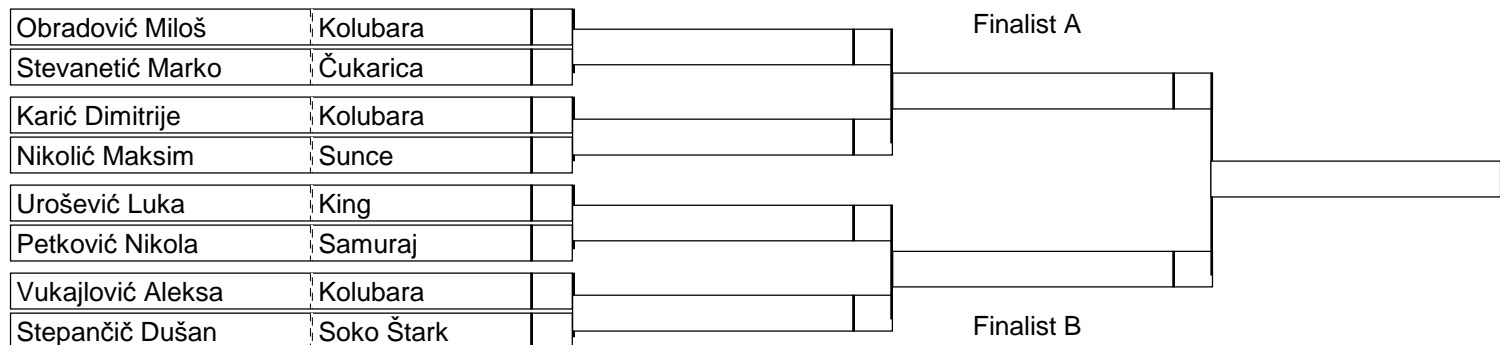 Obradović Miloš Kolubara
Finalist A
Stevanetić Marko Čukarica
Karić Dimitrije Kolubara
Nikolić Maksim Sunce
Urošević Luka King
Petković Nikola Samuraj
Vukajlović Aleksa Kolubara
Stepančič Dušan Soko Štark
Finalist B